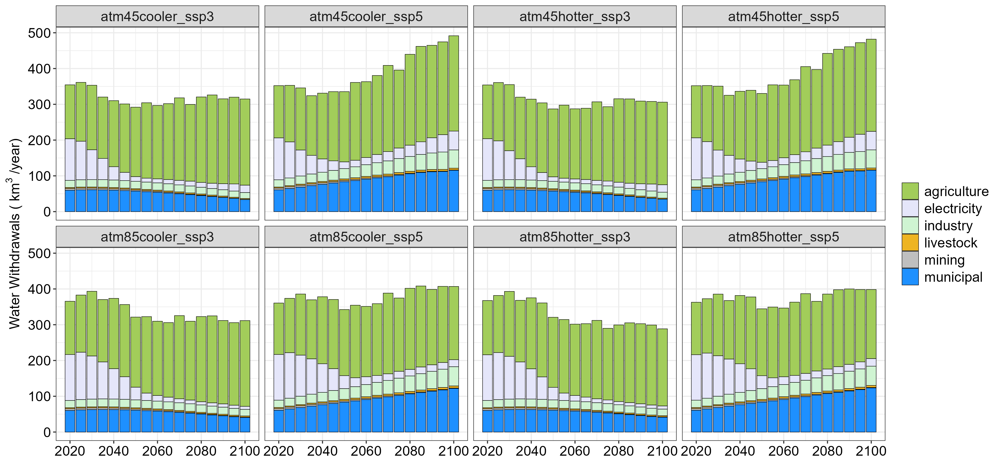 atm45cooler_ssp3
atm45cooler_ssp5
atm45hotter_ssp3
atm45hotter_ssp5
500
400
300
200
100
0
atm85cooler_ssp3
atm85cooler_ssp5
atm85hotter_ssp3
atm85hotter_ssp5
500
400
300
200
100
0
2020 2040 2060 2080 2100
2020 2040 2060 2080 2100
2020 2040 2060 2080 2100
2020 2040 2060 2080 2100
Water Withdrawals ( km³ /year)
agriculture
electricity
industry
livestock
mining
municipal